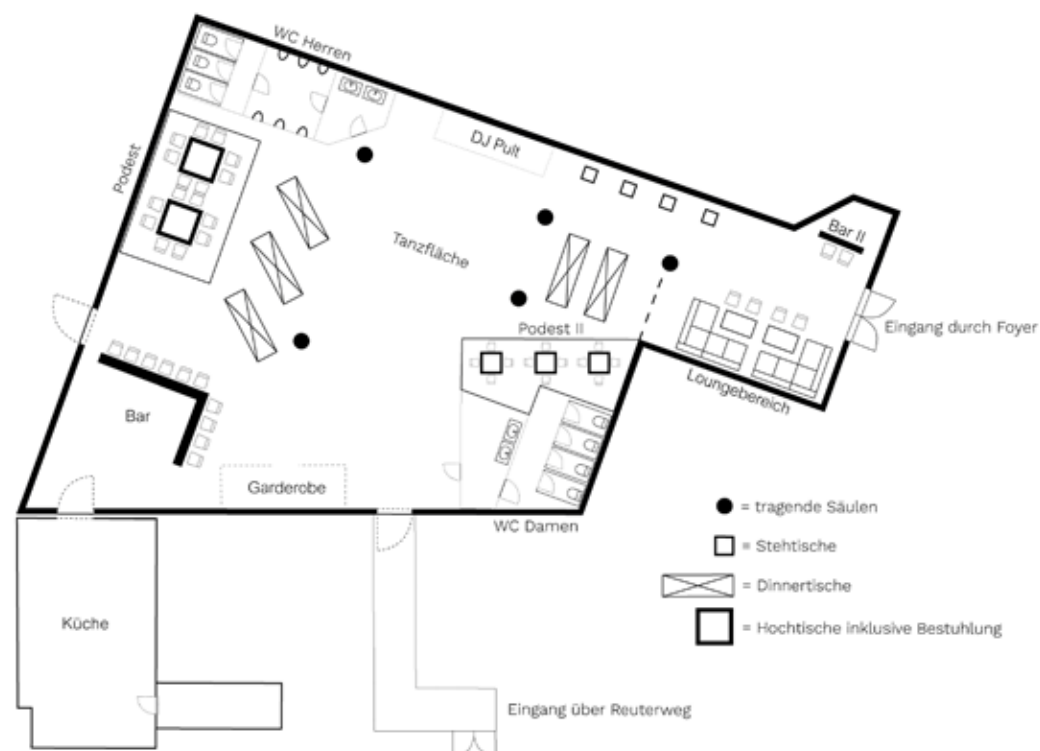 WC Herren
DJ Pult
Podest
Tanzfläche
Bar II
Eingang durch Foyer
Podest II
Loungebereich
Bar
Garderobe
WC Damen
Küche
Eingang über Reuterweg
= tragende Säulen
= Stehtische
= Dinnertische
= Hochtische inklusive Bestuhlung